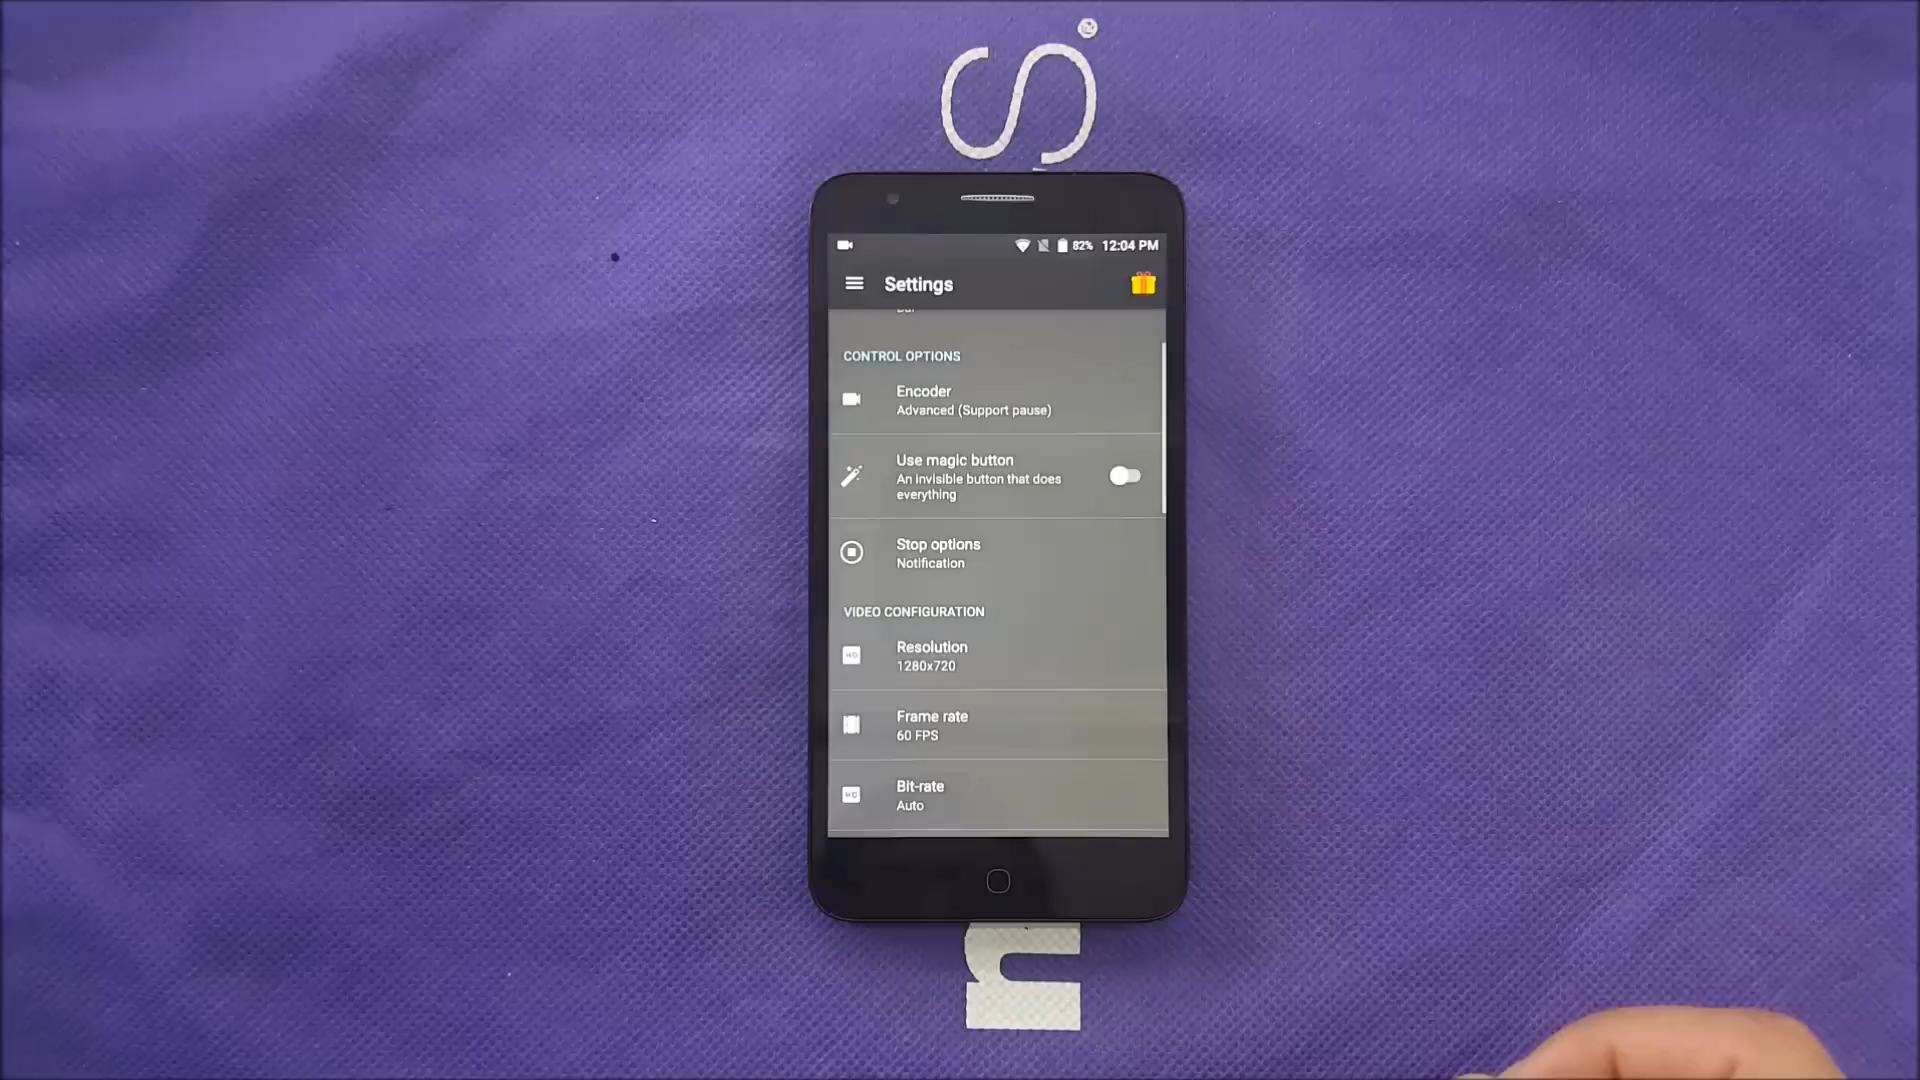 82% 12:04 PM
Settings
CONTROL OPTIONS
Encoder
Advanced (Support pause)
Use magic button
An invisible button that does
everything
Stop options
Notification
VIDEO CONFIGURATION
Resolution
1280x720
Frame rate
60 FPS
Bit-rate
Auto